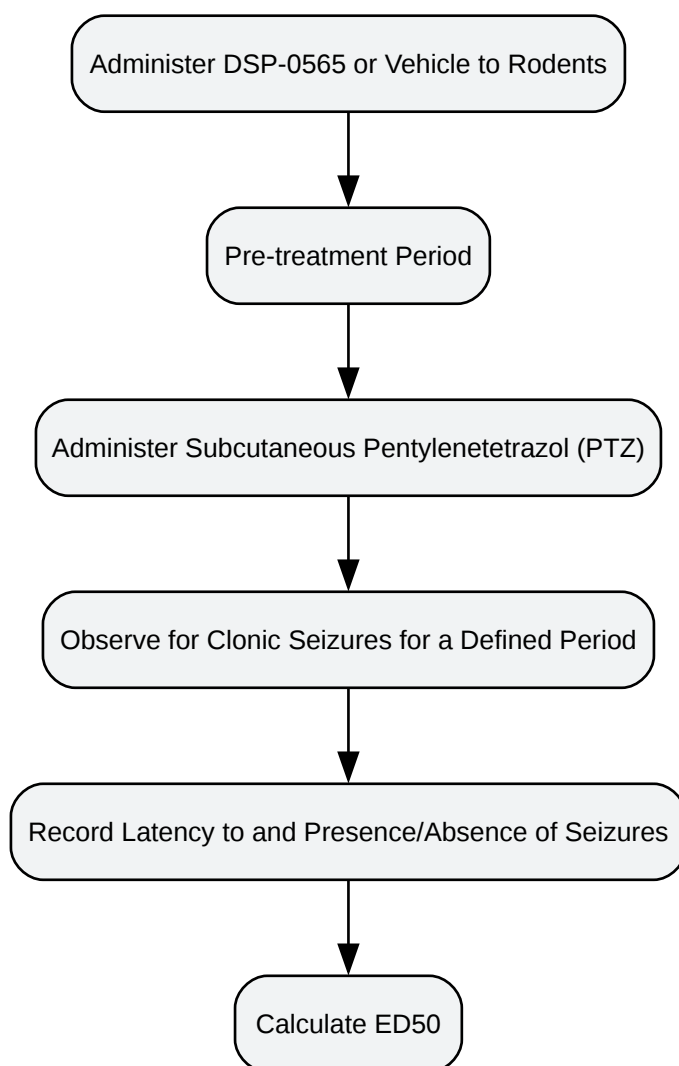 Administer DSP-0565 or Vehicle to Rodents
Pre-treatment Period
Administer Subcutaneous Pentylenetetrazol (PTZ)
Observe for Clonic Seizures for a Defined Period
Record Latency to and Presence/Absence of Seizures
Calculate ED50